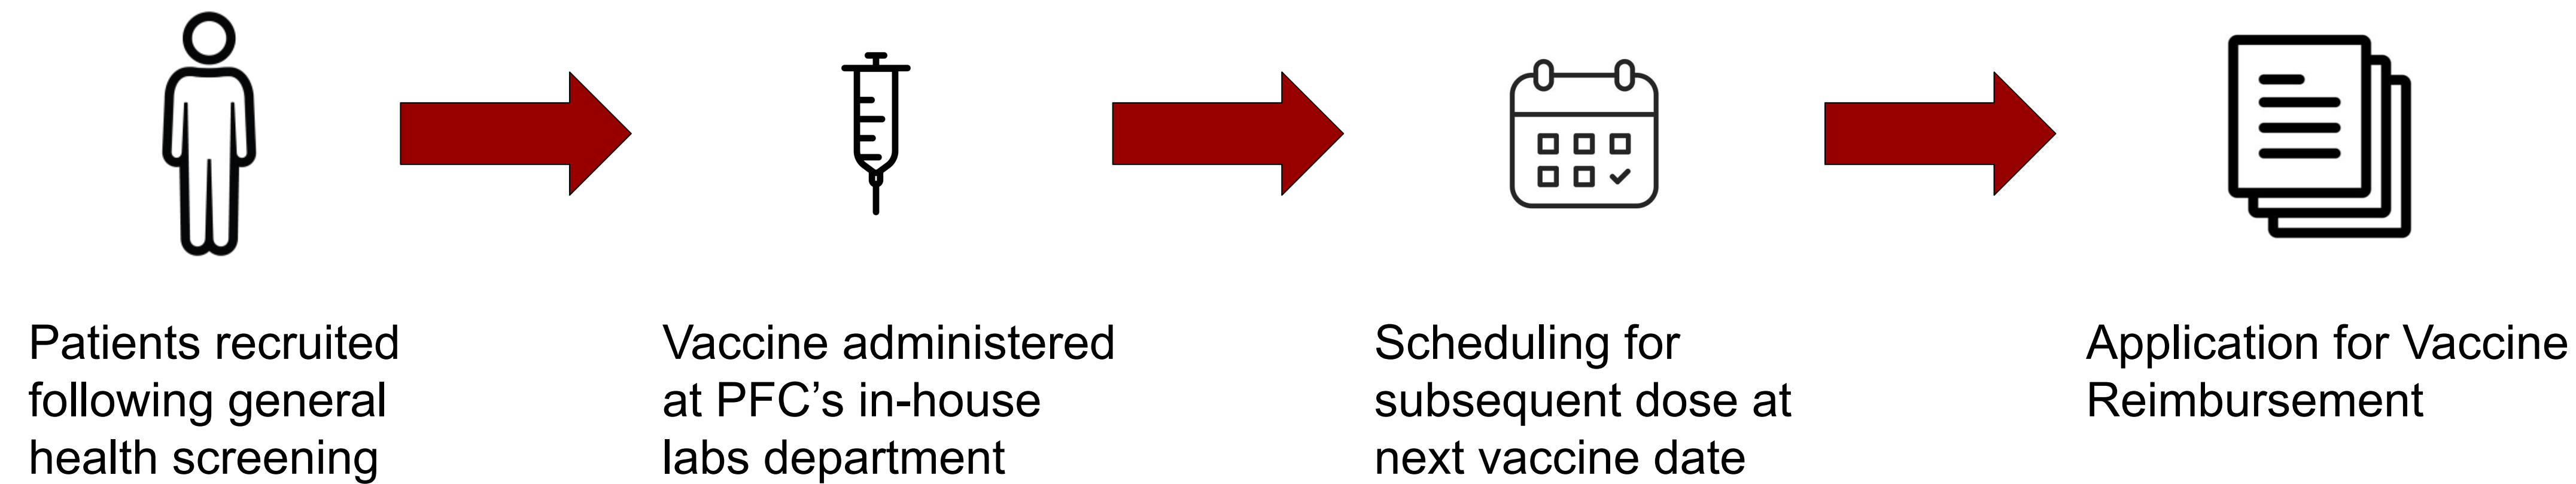 Patients recruited
following general
health screening
Vaccine administered
at PFC’s in-house
labs department
Scheduling for
subsequent dose at
next vaccine date
Application for Vaccine
Reimbursement